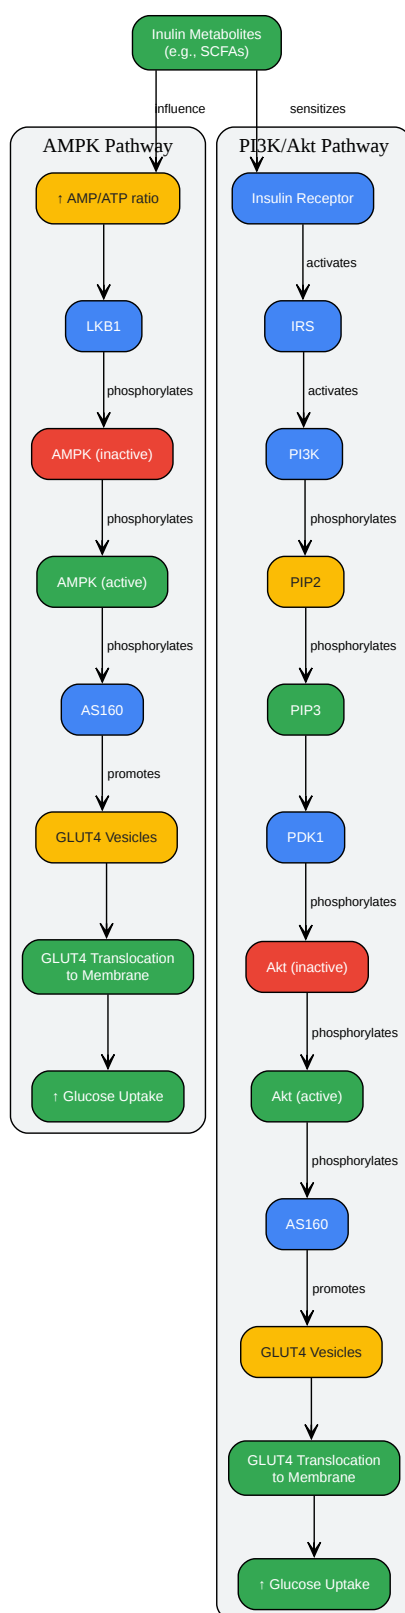 Inulin Metabolites
(e.g., SCFAs)
influence
sensitizes
AMPK Pathway
↑ AMP/ATP ratio
LKB1
phosphorylates
AMPK (inactive)
phosphorylates
AMPK (active)
phosphorylates
AS160
promotes
GLUT4 Vesicles
GLUT4 Translocation
to Membrane
↑ Glucose Uptake
PI3K/Akt Pathway
Insulin Receptor
activates
IRS
activates
PI3K
phosphorylates
PIP2
phosphorylates
PIP3
PDK1
phosphorylates
Akt (inactive)
phosphorylates
Akt (active)
phosphorylates
AS160
promotes
GLUT4 Vesicles
GLUT4 Translocation
to Membrane
↑ Glucose Uptake